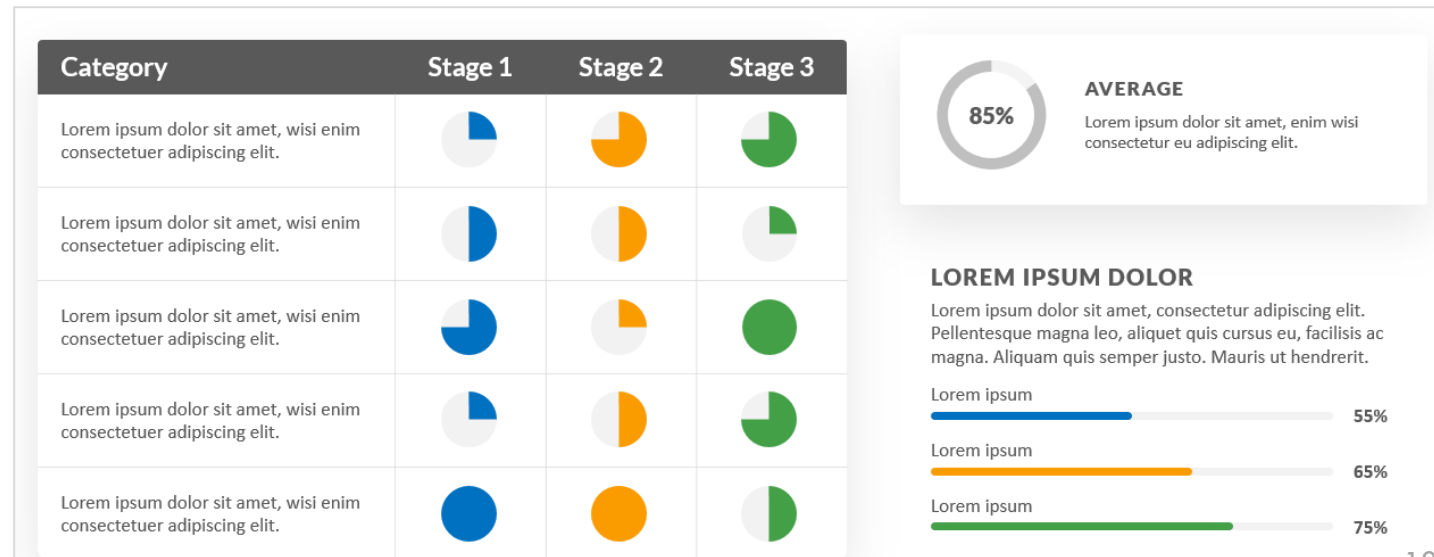 Category Stage 1 Stage 2 Stage 3
Lorem ipsum dolor sit amet, wisi enim
consectetuer adipiscing elit.
Lorem ipsum dolor sit amet, wisi enim
consectetuer adipiscing elit.
Lorem ipsum dolor sit amet, wisi enim
consectetuer adipiscing elit.
Lorem ipsum dolor sit amet, wisi enim
consectetuer adipiscing elit.
Lorem ipsum dolor sit amet, wisi enim
consectetuer adipiscing elit.
85%
AVERAGE
Lorem ipsum dolor sit amet, enim wisi
consectetur eu adipiscing elit.
LOREM IPSUM DOLOR
Lorem ipsum dolor sit amet, consectetur adipiscing elit.
Pellentesque magna leo, aliquet quis cursus eu, facilisis ac
magna. Aliquam quis semper justo. Mauris ut hendrerit.
Lorem ipsum
55%
Lorem ipsum
65%
Lorem ipsum
75%